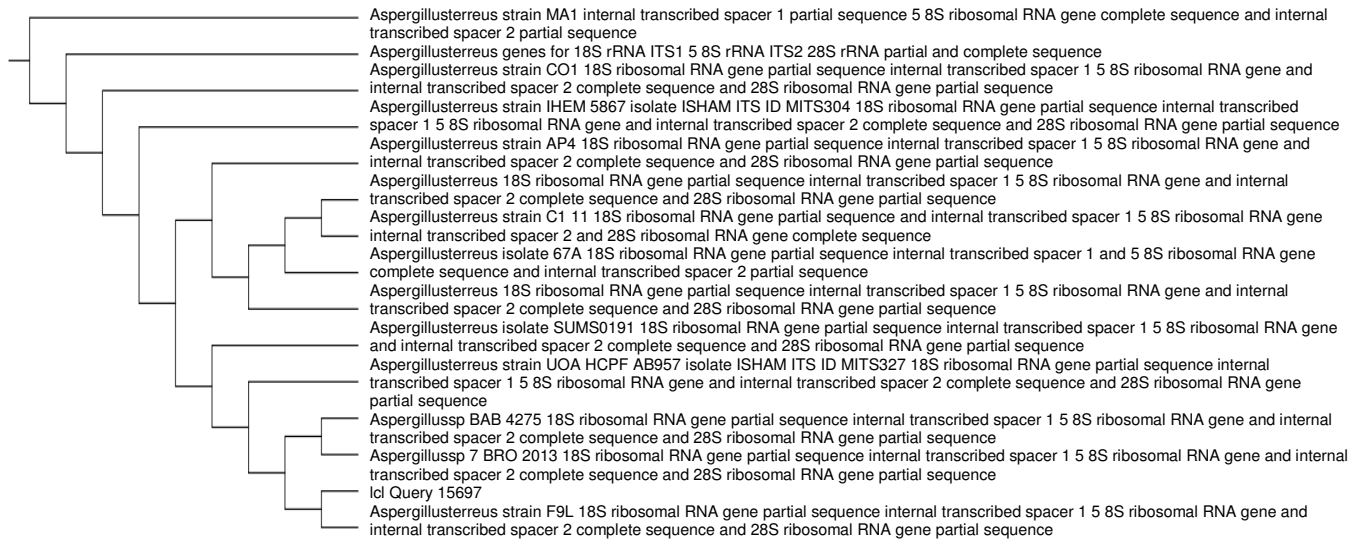 Aspergillusterreus strain MA1 internal transcribed spacer 1 partial sequence 5 8S ribosomal RNA gene complete sequence and internal
transcribed spacer 2 partial sequence
Aspergillusterreus genes for 18S rRNA ITS1 5 8S rRNA ITS2 28S rRNA partial and complete sequence
Aspergillusterreus strain CO1 18S ribosomal RNA gene partial sequence internal transcribed spacer 1 5 8S ribosomal RNA gene and
internal transcribed spacer 2 complete sequence and 28S ribosomal RNA gene partial sequence
Aspergillusterreus strain IHEM 5867 isolate ISHAM ITS ID MITS304 18S ribosomal RNA gene partial sequence internal transcribed
spacer 1 5 8S ribosomal RNA gene and internal transcribed spacer 2 complete sequence and 28S ribosomal RNA gene partial sequence
Aspergillusterreus strain AP4 18S ribosomal RNA gene partial sequence internal transcribed spacer 1 5 8S ribosomal RNA gene and
internal transcribed spacer 2 complete sequence and 28S ribosomal RNA gene partial sequence
Aspergillusterreus 18S ribosomal RNA gene partial sequence internal transcribed spacer 1 5 8S ribosomal RNA gene and internal
transcribed spacer 2 complete sequence and 28S ribosomal RNA gene partial sequence
Aspergillusterreus strain C1 11 18S ribosomal RNA gene partial sequence and internal transcribed spacer 1 5 8S ribosomal RNA gene
internal transcribed spacer 2 and 28S ribosomal RNA gene complete sequence
Aspergillusterreus isolate 67A 18S ribosomal RNA gene partial sequence internal transcribed spacer 1 and 5 8S ribosomal RNA gene
complete sequence and internal transcribed spacer 2 partial sequence
Aspergillusterreus 18S ribosomal RNA gene partial sequence internal transcribed spacer 1 5 8S ribosomal RNA gene and internal
transcribed spacer 2 complete sequence and 28S ribosomal RNA gene partial sequence
Aspergillusterreus isolate SUMS0191 18S ribosomal RNA gene partial sequence internal transcribed spacer 1 5 8S ribosomal RNA gene
and internal transcribed spacer 2 complete sequence and 28S ribosomal RNA gene partial sequence
Aspergillusterreus strain UOA HCPF AB957 isolate ISHAM ITS ID MITS327 18S ribosomal RNA gene partial sequence internal
transcribed spacer 1 5 8S ribosomal RNA gene and internal transcribed spacer 2 complete sequence and 28S ribosomal RNA gene
partial sequence
Aspergillussp BAB 4275 18S ribosomal RNA gene partial sequence internal transcribed spacer 1 5 8S ribosomal RNA gene and internal
transcribed spacer 2 complete sequence and 28S ribosomal RNA gene partial sequence
Aspergillussp 7 BRO 2013 18S ribosomal RNA gene partial sequence internal transcribed spacer 1 5 8S ribosomal RNA gene and internal
transcribed spacer 2 complete sequence and 28S ribosomal RNA gene partial sequence
lcl Query 15697
Aspergillusterreus strain F9L 18S ribosomal RNA gene partial sequence internal transcribed spacer 1 5 8S ribosomal RNA gene and
internal transcribed spacer 2 complete sequence and 28S ribosomal RNA gene partial sequence